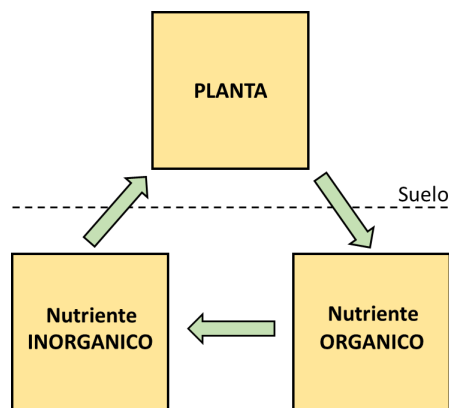 PLANTA
Suelo
Nutriente
INORGANICO
Nutriente
ORGANICO